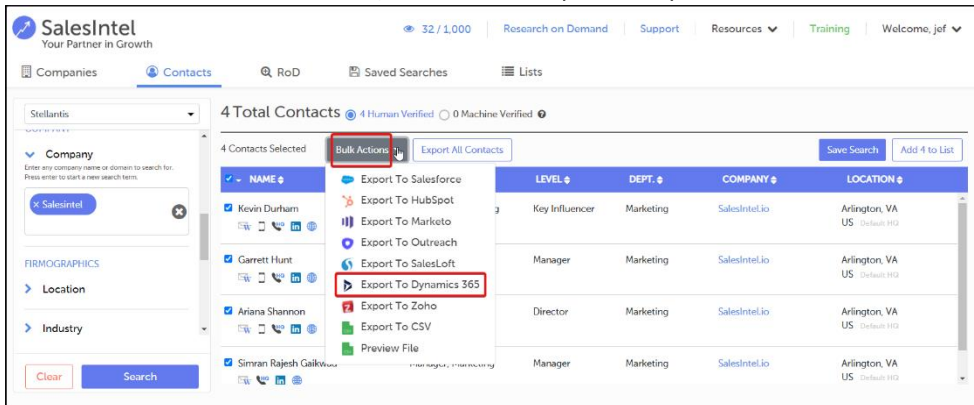 SalesIntel
Your Partner in Growth
32 / 1,000
Research on Demand
Support
Resources
Training
Welcome, jef
Companies
Contacts
RoD
Saved Searches
Lists
Stellantis
COMPANY
Company
Enter any company name or domain to search for.
Press enter to start a new search term.
× Salesintel
FIRMOGRAPHICS
Location
Industry
Clear
Search
4 Total Contacts
4 Human Verified
0 Machine Verified
4 Contacts Selected
Bulk Actions
Export All Contacts
Save Search
Add 4 to List
NAME
LEVEL
DEPT.
COMPANY
LOCATION
Export To Salesforce
Export To HubSpot
Export To Marketo
Export To Outreach
Export To SalesLoft
Export To Dynamics 365
Export To Zoho
Export To CSV
Preview File
Kevin Durham
g
Key Influencer
Marketing
SalesIntel.io
Arlington, VA
US Default HQ
Garrett Hunt
Manager
Marketing
SalesIntel.io
Arlington, VA
US Default HQ
Ariana Shannon
Director
Marketing
SalesIntel.io
Arlington, VA
US Default HQ
Simran Rajesh Gaikwad
Manager, Marketing
Manager
Marketing
SalesIntel.io
Arlington, VA
US Default HQ